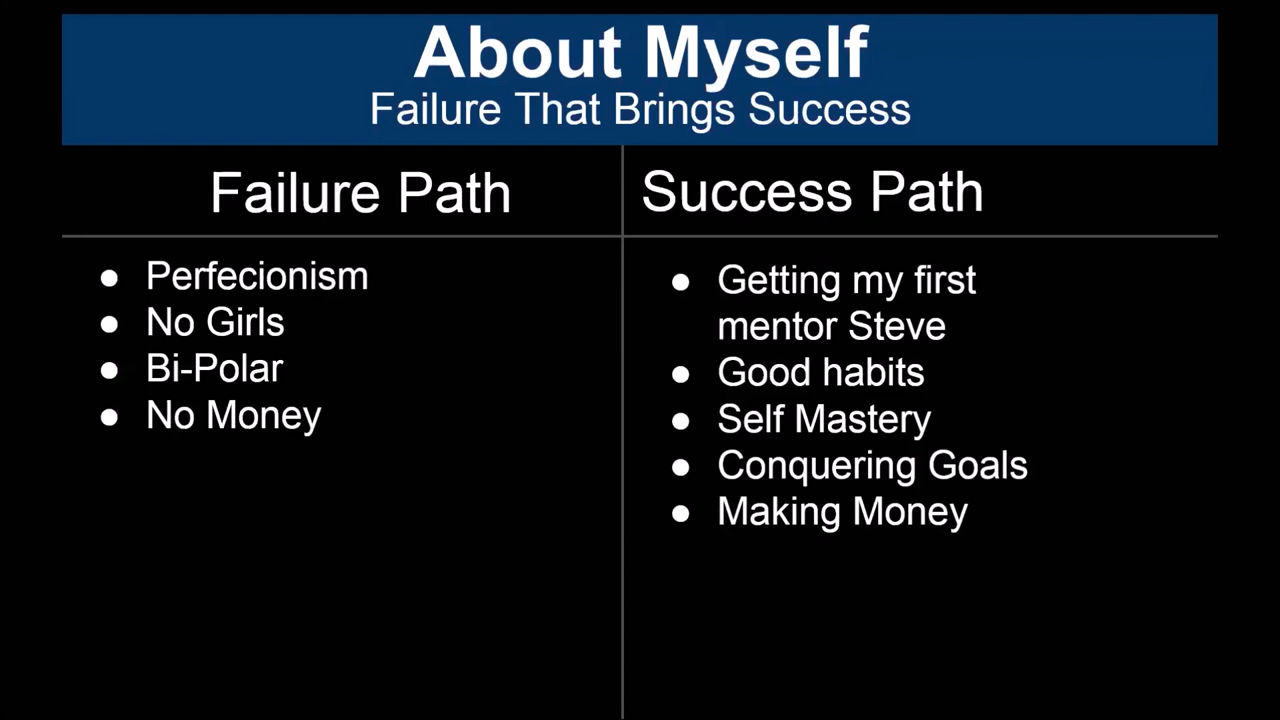 About Myself
Failure That Brings Success
Failure Path
Success Path
● Perfecionism
● No Girls
● Bi-Polar
● No Money
● Getting my first
mentor Steve
● Good habits
● Self Mastery
● Conquering Goals
● Making Money